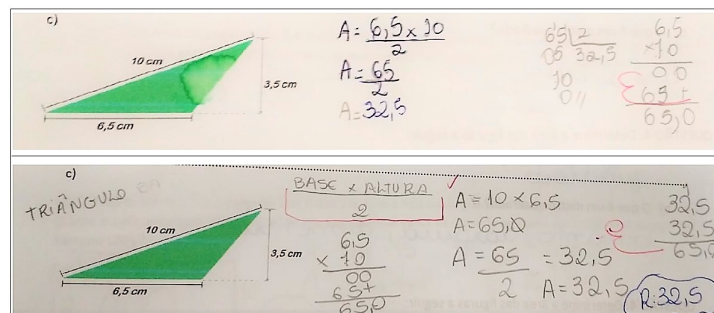 c)
10 cm
3,5 cm
6,5 cm
A = 6,5 x 10
2
A = 65
2
A = 32,5
65 2
05 32,5
10
0//
6,5
x 10
00
65 +
65,0
c)
TRIÂNGULO
10 cm
3,5 cm
6,5 cm
BASE x ALTURA
2
6,5
x 10
00
65+
65,0
A = 10 x 6,5
A = 65,0
A = 65 = 32,5
2
A = 32,5
32,5
32,5
65,0
R: 32,5